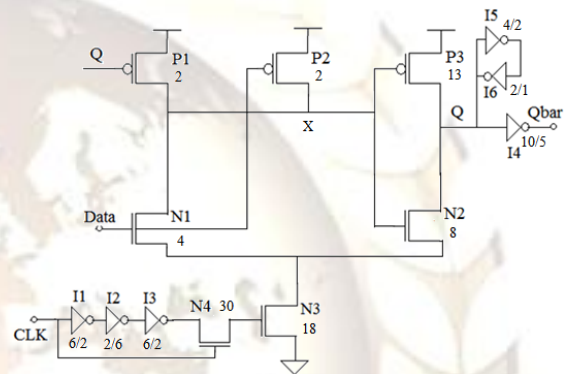 I5
4/2
Q
P1
2
P2
2
P3
13
I6
2/1
Q
Qbar
X
I4
10/5
Data
N1
4
N2
8
I1
I2
I3
N4
30
N3
18
CLK
6/2
2/6
6/2